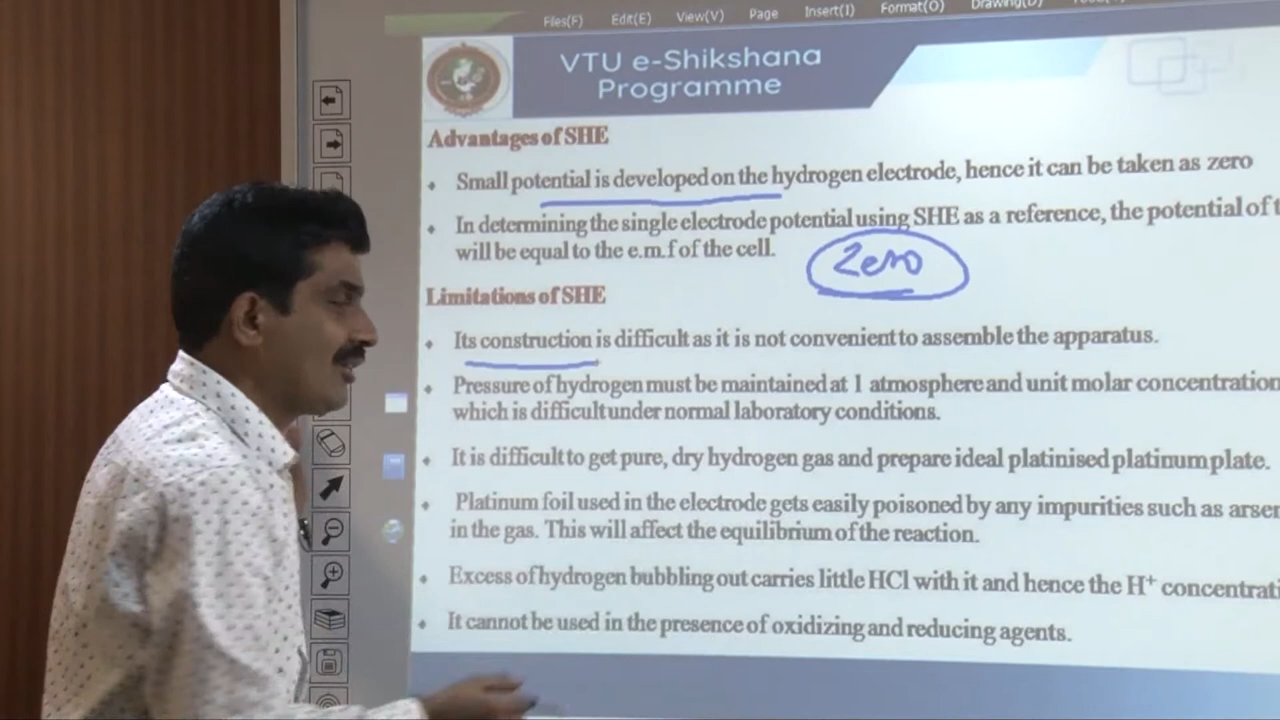 Files(F) Edit(E) View(V) Page Insert(I) Format(O)
VTU e-Shikshana
Programme
Advantages of SHE
Small potential is developed on the hydrogen electrode, hence it can be taken as zero
In determining the single electrode potential using SHE as a reference, the potential of
will be equal to the e.m.f of the cell.
Zero
Limitations of SHE
Its construction is difficult as it is not convenient to assemble the apparatus.
Pressure of hydrogen must be maintained at 1 atmosphere and unit molar concentration
which is difficult under normal laboratory conditions.
It is difficult to get pure, dry hydrogen gas and prepare ideal platinised platinum plate.
Platinum foil used in the electrode gets easily poisoned by any impurities such as
in the gas. This will affect the equilibrium of the reaction.
Excess of hydrogen bubbling out carries little HCl with it and hence the H⁺
It cannot be used in the presence of oxidizing and reducing agents.